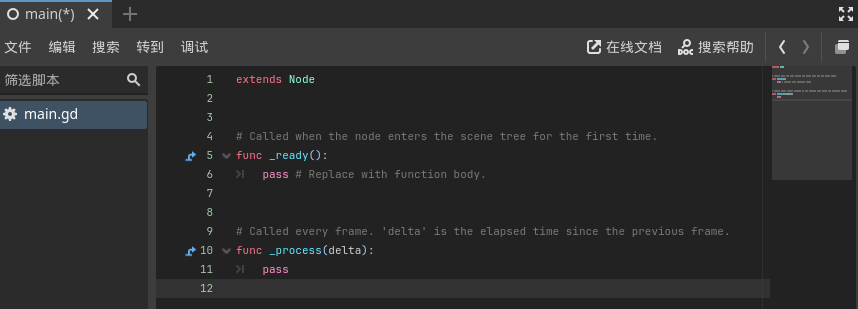 main(*)
文件 编辑 搜索 转到 调试 在线文档 DOC 搜索帮助
筛选脚本
main.gd
1 extends Node
2
3
4 # Called when the node enters the scene tree for the first time.
5 func _ready():
6 pass # Replace with function body.
7
8
9 # Called every frame. 'delta' is the elapsed time since the previous frame.
10 func _process(delta):
11 pass
12